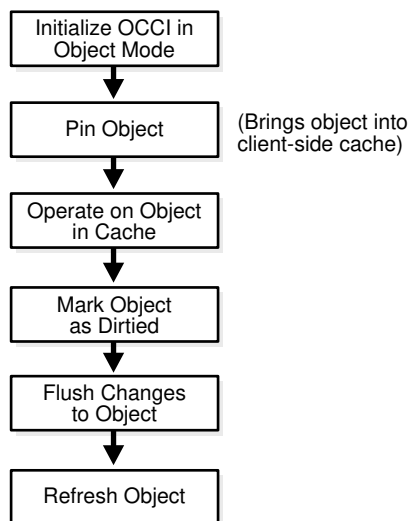 Initialize OCCI in
Object Mode
Pin Object
(Brings object into
client-side cache)
Operate on Object
in Cache
Mark Object
as Dirtied
Flush Changes
to Object
Refresh Object